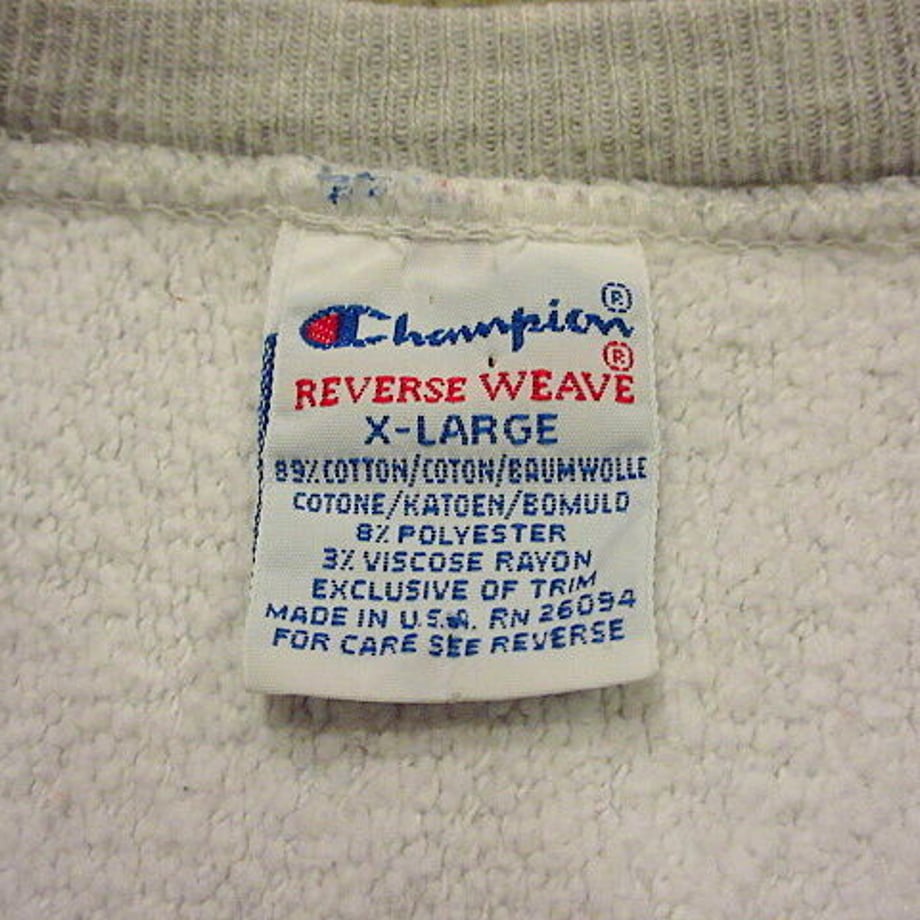 Champion®
REVERSE WEAVE®
X-LARGE
89% COTTON/COTON/BAUMWOLLE
COTONE/KATOEN/BOMULD
8% POLYESTER
3% VISCOSE RAYON
EXCLUSIVE OF TRIM
MADE IN U.S.A. RN 26094
FOR CARE SEE REVERSE